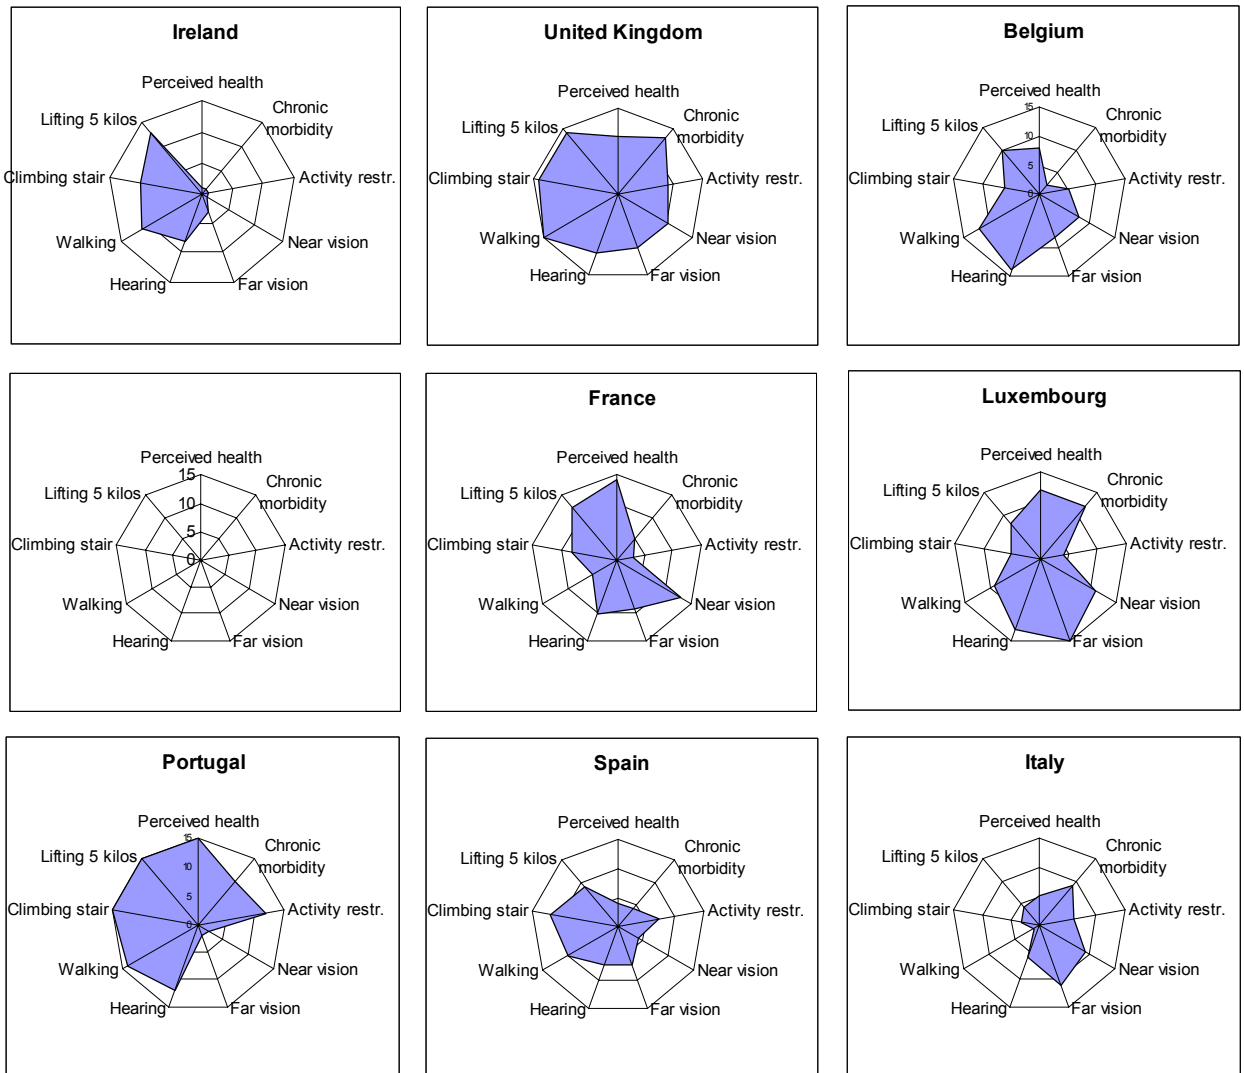 Ireland
Perceived health
Chronic
morbidity
Activity restr.
Near vision
Far vision
Hearing
Walking
Climbing stair
Lifting 5 kilos
United Kingdom
Perceived health
Chronic
morbidity
Activity restr.
Near vision
Far vision
Hearing
Walking
Climbing stair
Lifting 5 kilos
Belgium
Perceived health
Chronic
morbidity
Activity restr.
Near vision
Far vision
Hearing
Walking
Climbing stair
Lifting 5 kilos
15
10
5
0
Perceived health
Chronic
morbidity
Activity restr.
Near vision
Far vision
Hearing
Walking
Climbing stair
Lifting 5 kilos
15
10
5
0
France
Perceived health
Chronic
morbidity
Activity restr.
Near vision
Far vision
Hearing
Walking
Climbing stair
Lifting 5 kilos
Luxembourg
Perceived health
Chronic
morbidity
Activity restr.
Near vision
Far vision
Hearing
Walking
Climbing stair
Lifting 5 kilos
Portugal
Perceived health
Chronic
morbidity
Activity restr.
Near vision
Far vision
Hearing
Walking
Climbing stair
Lifting 5 kilos
15
10
5
0
Spain
Perceived health
Chronic
morbidity
Activity restr.
Near vision
Far vision
Hearing
Walking
Climbing stair
Lifting 5 kilos
Italy
Perceived health
Chronic
morbidity
Activity restr.
Near vision
Far vision
Hearing
Walking
Climbing stair
Lifting 5 kilos